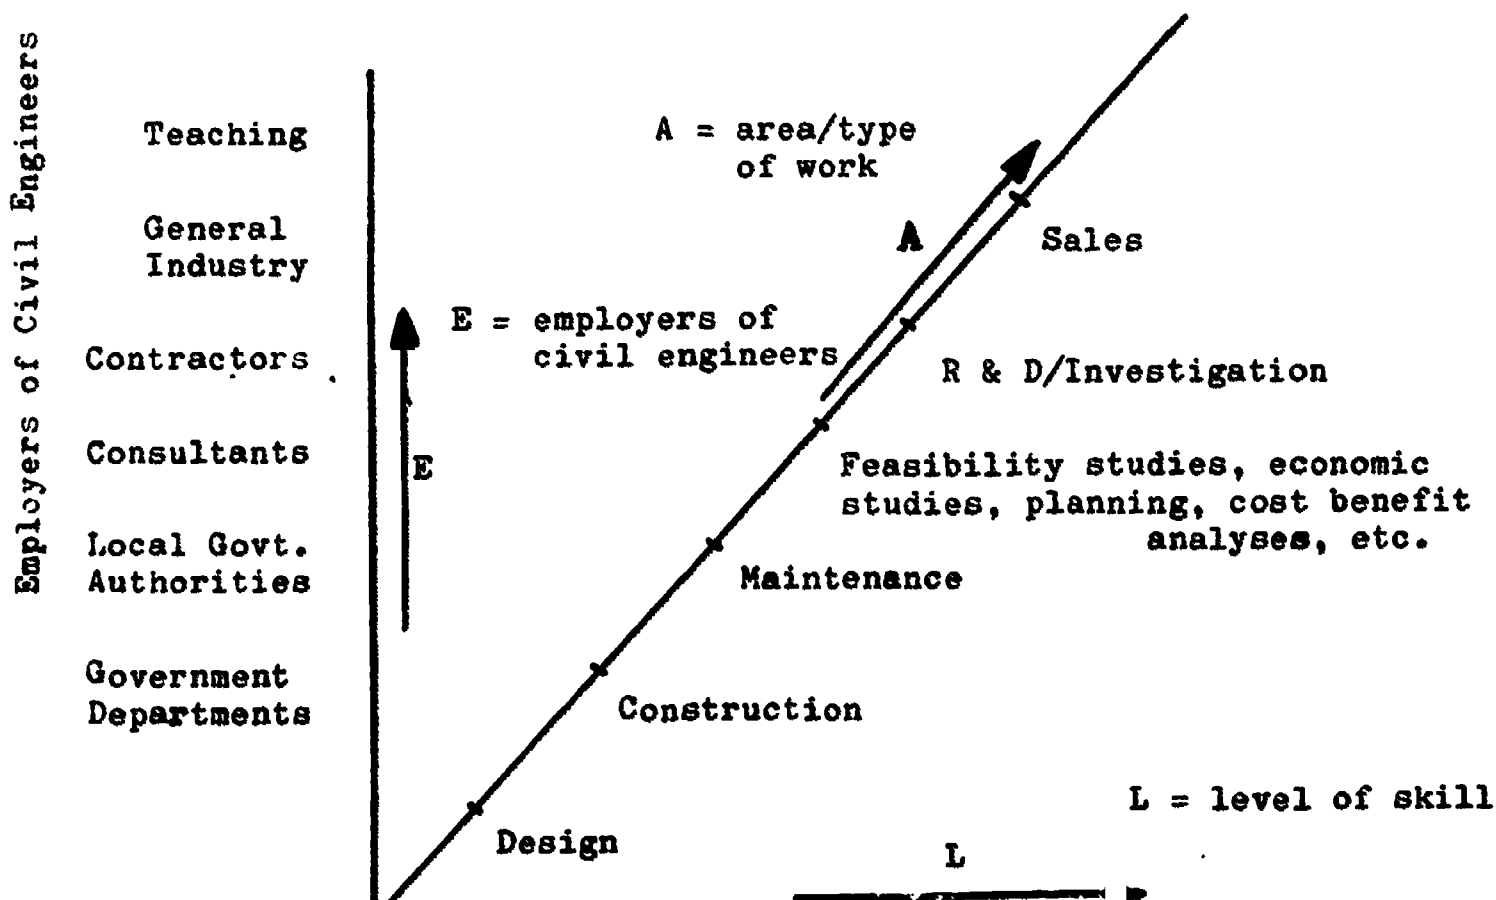 Employers of Civil Engineers
Teaching
General
Industry
Contractors
Consultants
Local Govt.
Authorities
Government
Departments
A = area/type
of work
A
Sales
E = employers of
civil engineers
E
R & D/Investigation
Feasibility studies, economic
studies, planning, cost benefit
analyses, etc.
Maintenance
Construction
Design
L = level of skill
L